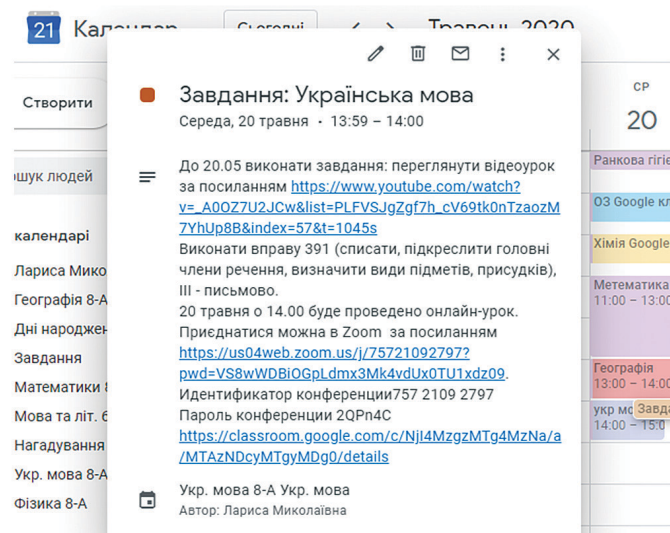 21 Календар
Сьогодні
Травень 2020
Створити
шук людей
календарі
Лариса Мико
Географія 8-А
Дні народжен
Завдання
Математики
Мова та літ. 6
Нагадування
Укр. мова 8-А
Фізика 8-А
Завдання: Українська мова
Середа, 20 травня · 13:59 – 14:00
До 20.05 виконати завдання: переглянути відеоурок
за посиланням https://www.youtube.com/watch?
v=_A0OZ7U2JCw&list=PLFVSJgZgf7h_cV69tk0nTzaozM
7YhUp8B&index=57&t=1045s
Виконати вправу 391 (списати, підкреслити головні
члени речення, визначити види підметів, присудків),
ІІІ - письмово.
20 травня о 14.00 буде проведено онлайн-урок.
Приєднатися можна в Zoom за посиланням
https://us04web.zoom.us/j/75721092797?
pwd=VS8wWDBiOGpLdmx3Mk4vdUx0TU1xdz09.
Идентификатор конференции757 2109 2797
Пароль конференции 2QPn4C
https://classroom.google.com/c/NjI4MzgzMTg4MzNa/a
/MTAzNDcyMTgyMDg0/details
Укр. мова 8-А Укр. мова
Автор: Лариса Миколаївна
СР
20
Ранкова гігіє
ОЗ Google кл
Хімія Google
Метематика
11:00 – 13:00
Географія
13:00 – 14:00
укр мо
Завда
14:00 – 15:0